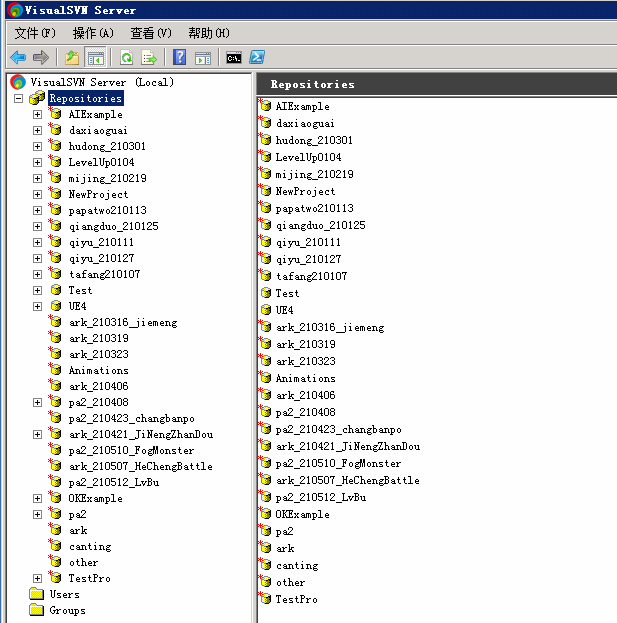 VisualSVN Server
文件(F) 操作(A) 查看(V) 帮助(H)
VisualSVN Server (Local)
Repositories
AIExample
daxiaoguai
hudong_210301
LevelUp0104
mijing_210219
NewProject
papatwo210113
qiangduo_210125
qiyu_210111
qiyu_210127
tafang210107
Test
UE4
ark_210316_jiemeng
ark_210319
ark_210323
Animations
ark_210406
pa2_210408
pa2_210423_changbanpo
ark_210421_JiNengZhanDou
pa2_210510_FogMonster
ark_210507_HeChengBattle
pa2_210512_LvBu
OKExample
pa2
ark
canting
other
TestPro
Users
Groups
Repositories
AIExample
daxiaoguai
hudong_210301
LevelUp0104
mijing_210219
NewProject
papatwo210113
qiangduo_210125
qiyu_210111
qiyu_210127
tafang210107
Test
UE4
ark_210316_jiemeng
ark_210319
ark_210323
Animations
ark_210406
pa2_210408
pa2_210423_changbanpo
ark_210421_JiNengZhanDou
pa2_210510_FogMonster
ark_210507_HeChengBattle
pa2_210512_LvBu
OKExample
pa2
ark
canting
other
TestPro